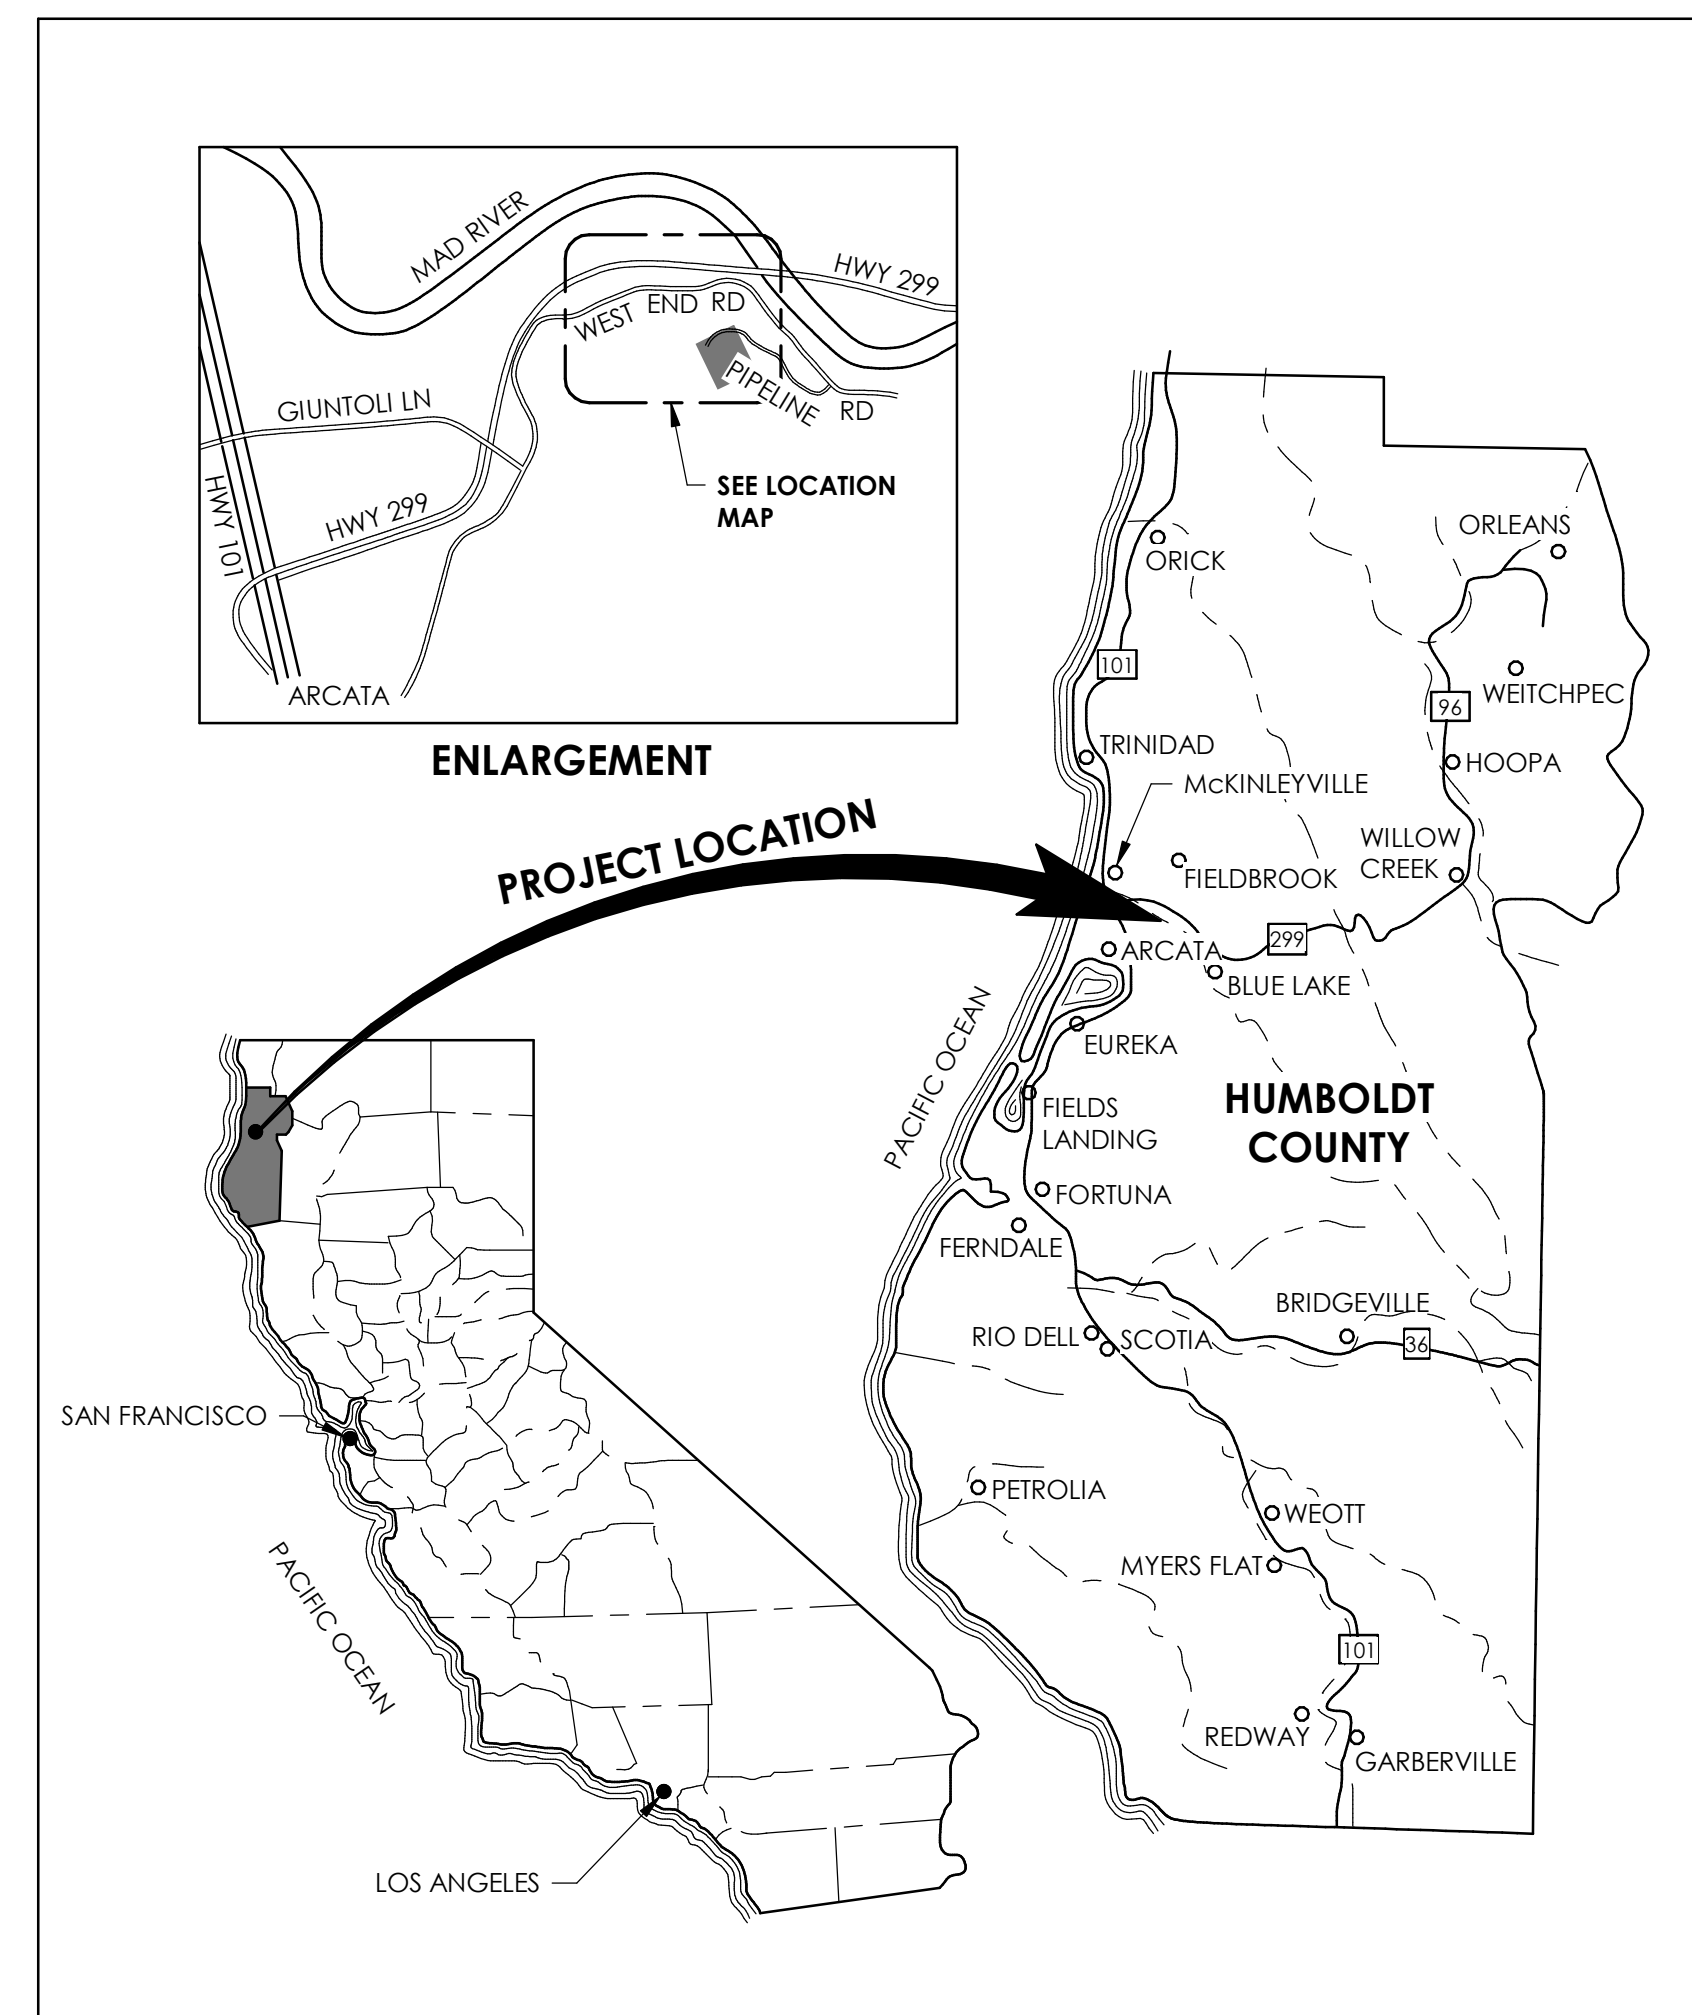 MAD RIVER
HWY 299
WEST END RD
PIPELINE RD
GIUNTOLI LN
SEE LOCATION
MAP
HWY 101
HWY 299
ARCATA
ENLARGEMENT
PROJECT LOCATION
ORLEANS
ORICK
101
WEITCHPEC
96
TRINIDAD
HOOPA
McKINLEYVILLE
WILLOW
CREEK
FIELDBROOK
299
ARCATA
BLUE LAKE
EUREKA
PACIFIC OCEAN
HUMBOLDT
COUNTY
FIELDS
LANDING
FORTUNA
FERNDALE
BRIDGEVILLE
RIO DELL
SCOTIA
36
PETROLIA
WEOTT
MYERS FLAT
101
REDWAY
GARBERVILLE
SAN FRANCISCO
PACIFIC OCEAN
LOS ANGELES